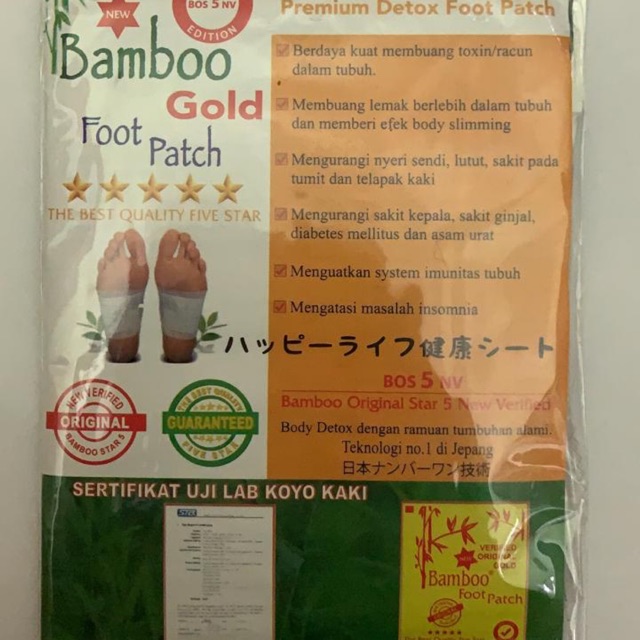 NEW
BOS 5 NV
EDITION
Premium Detox Foot Patch
Bamboo
Gold
Foot
Patch
THE BEST QUALITY FIVE STAR
Berdaya kuat membuang toxin/racun
dalam tubuh.
Membuang lemak berlebih dalam tubuh
dan memberi efek body slimming
Mengurangi nyeri sendi, lutut, sakit pada
tumit dan telapak kaki
Mengurangi sakit kepala, sakit ginjal,
diabetes mellitus dan asam urat
Menguatkan system imunitas tubuh
Mengatasi masalah insomnia
ハッピーライフ健康シート
BOS 5 NV
Bamboo Original Star 5 New Verified
Body Detox dengan ramuan tumbuhan alami.
Teknologi no.1 di Jepang
日本ナンバーワン技術
NEW VERIFIED
ORIGINAL
BAMBOO STAR 5
THE BEST QUALITY
GUARANTEED
FIVE STAR
SERTIFIKAT UJI LAB KOYO KAKI
VERIFIED
ORIGINAL
GOLD
Bamboo
Foot Patch